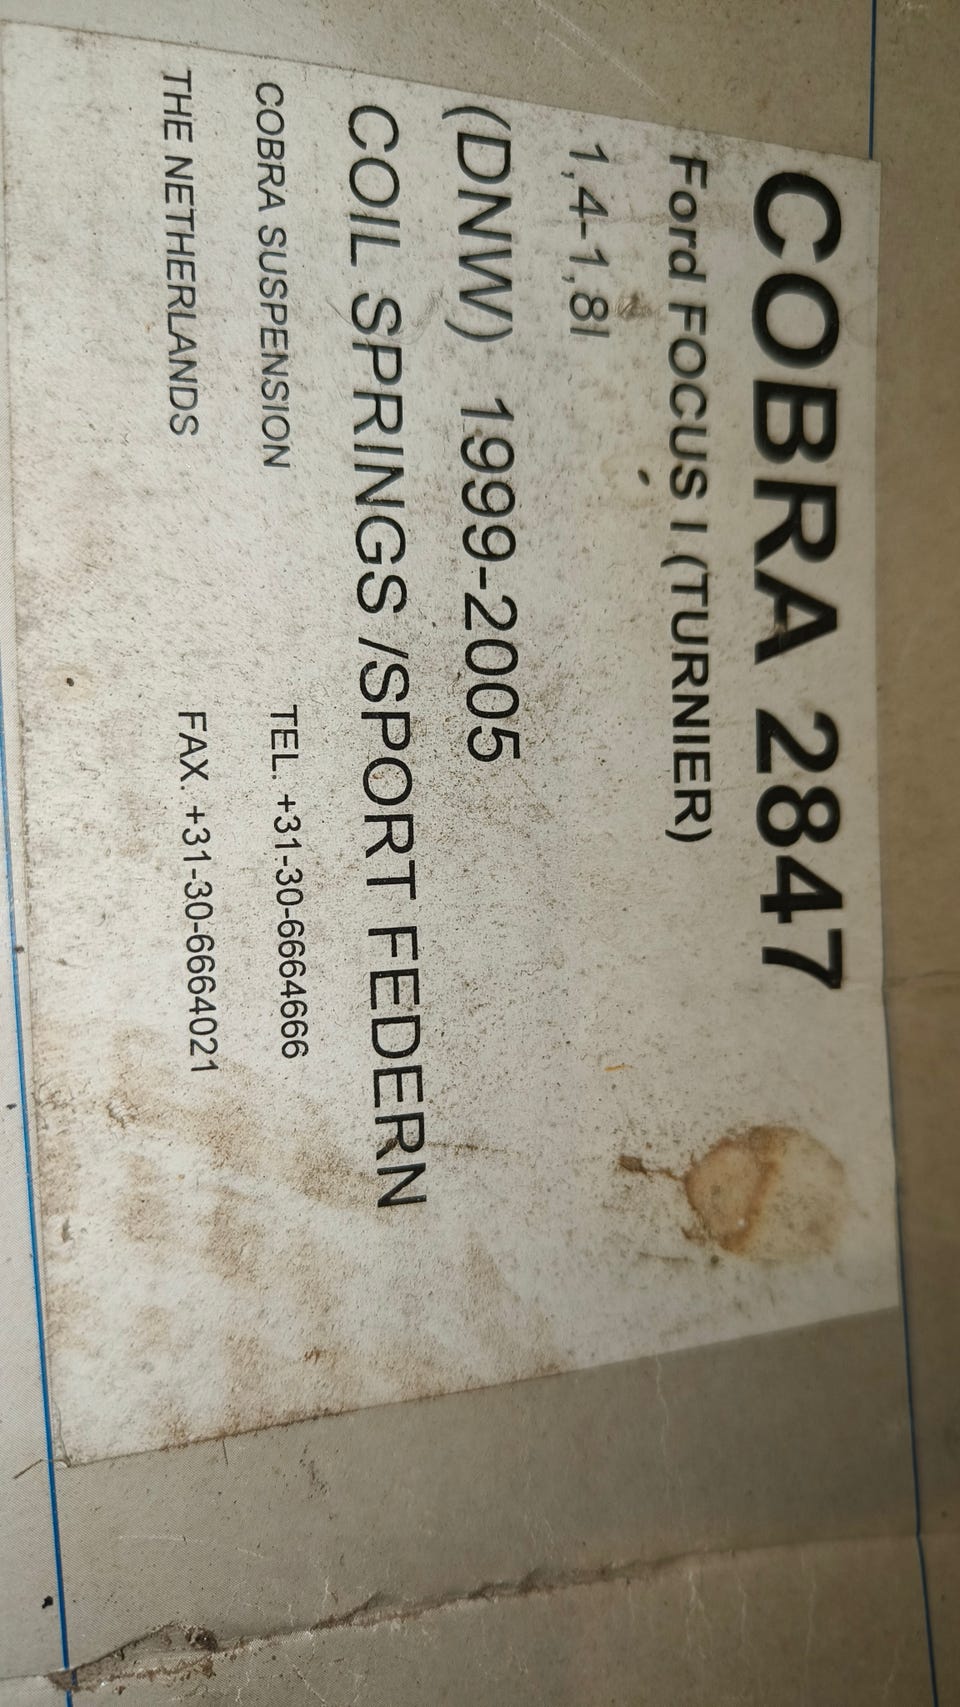 COBRA 2847
Ford FOCUS I (TURNIER)
1,4-1,8l
(DNW) 1999-2005
COIL SPRINGS /SPORT FEDERN
COBRA SUSPENSION TEL. +31-30-6664666
THE NETHERLANDS FAX. +31-30-6664021